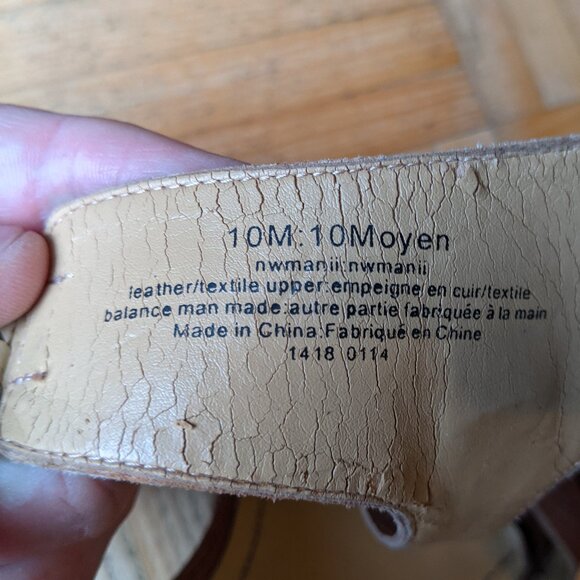 10M:10Moyen
nwmanii:nwmanii
leather/textile upper:empeigne en cuir/textile
balance man made:autre partie fabriquée à la main
Made in China:Fabriqué en Chine
1418 0114